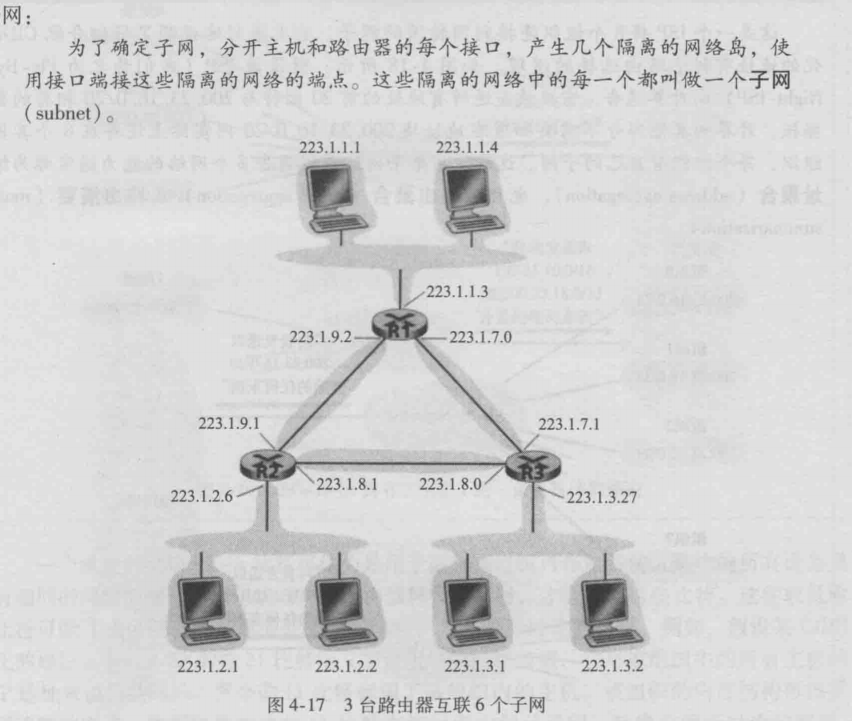 网：
为了确定子网，分开主机和路由器的每个接口，产生几个隔离的网络岛，使
用接口端接这些隔离的网络的端点。这些隔离的网络中的每一个都叫做一个子网
（subnet）。
223.1.1.1 223.1.1.4
223.1.1.3
R1
223.1.9.2 223.1.7.0
223.1.9.1 223.1.7.1
R2 R3
223.1.8.1 223.1.8.0
223.1.2.6 223.1.3.27
223.1.2.1 223.1.2.2 223.1.3.1 223.1.3.2
图 4-17 3 台路由器互联 6 个子网